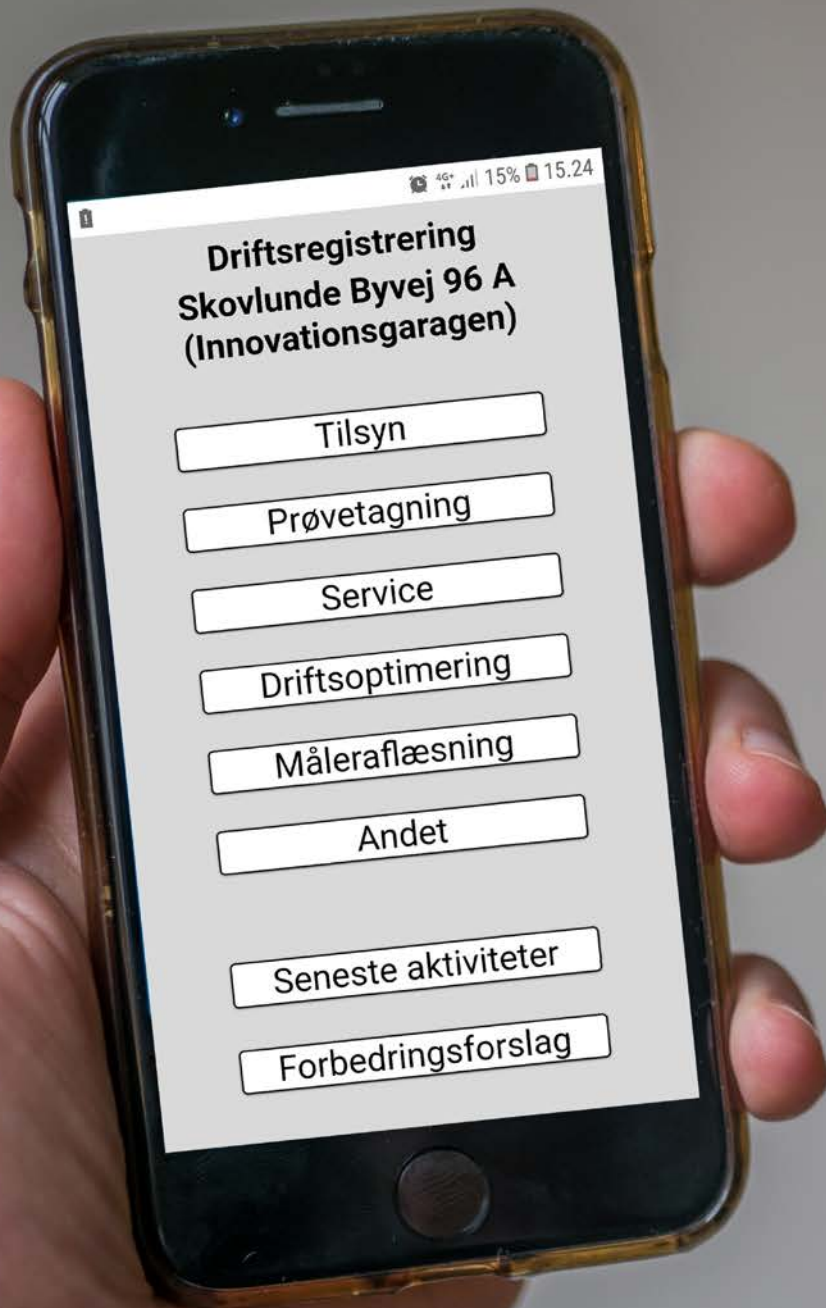 4G+ 15% 15.24
Driftsregistrering
Skovlunde Byvej 96 A
(Innovationsgaragen)
Tilsyn
Prøvetagning
Service
Driftsoptimering
Måleraflæsning
Andet
Seneste aktiviteter
Forbedringsforslag